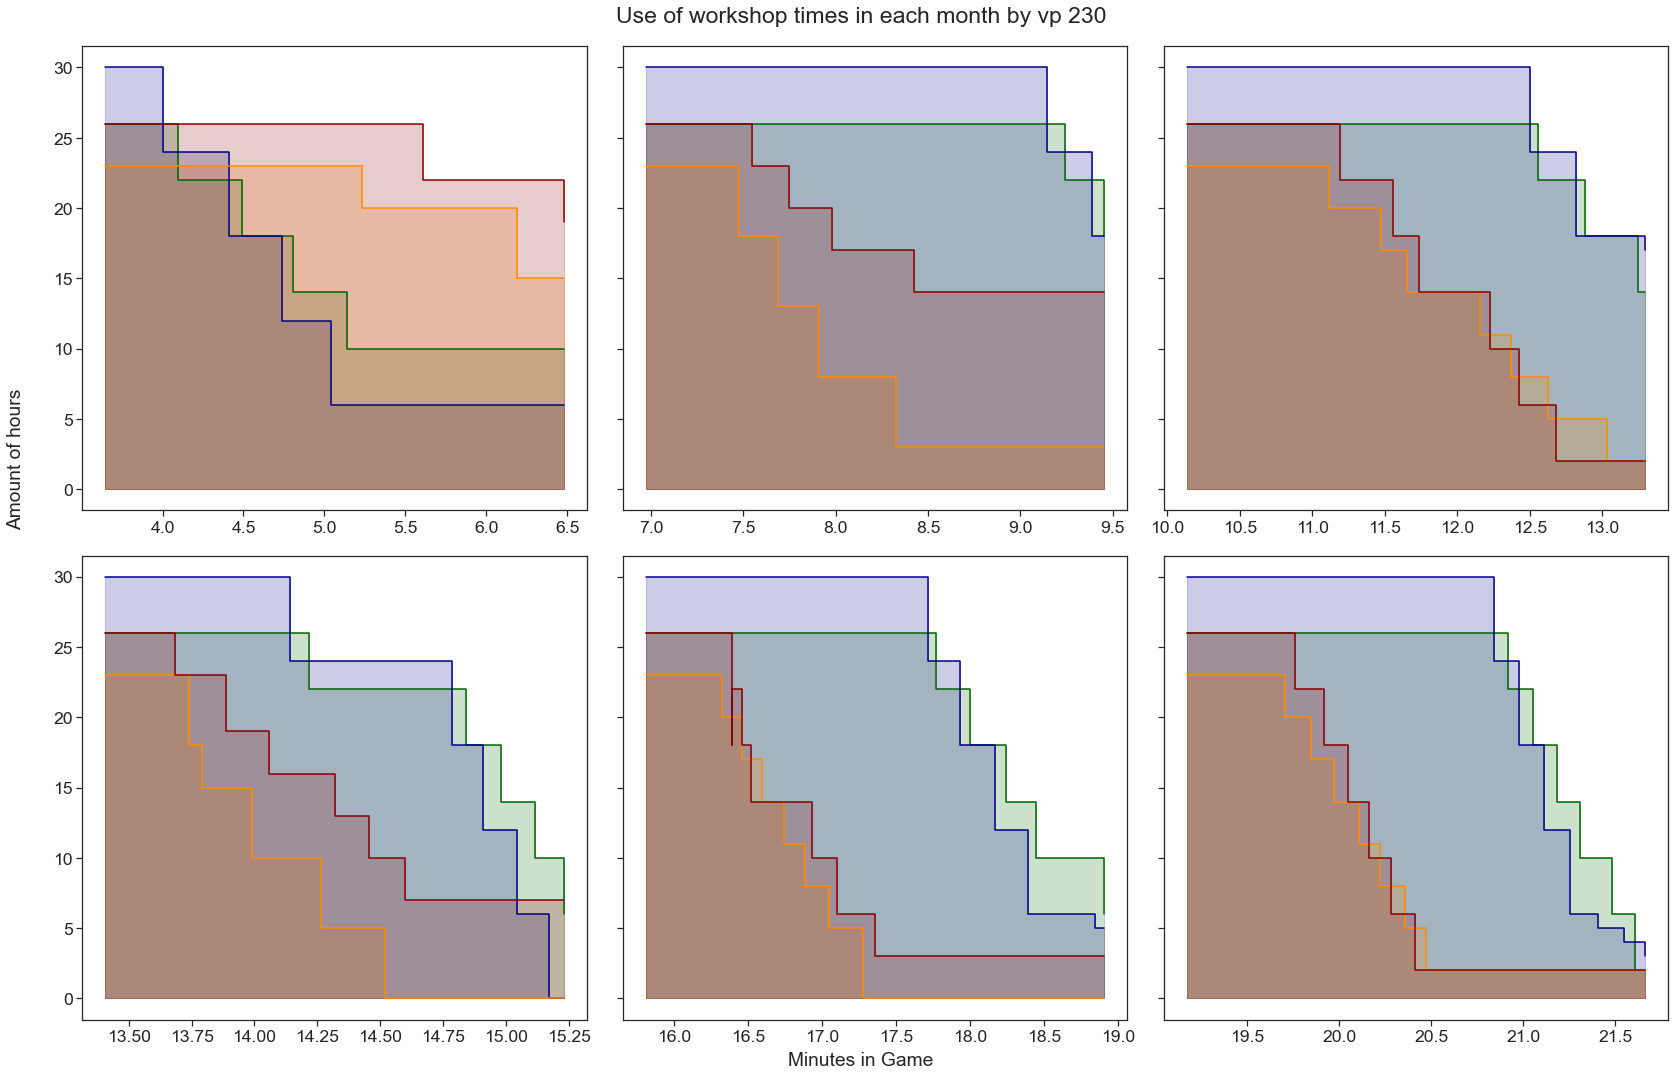 Use of workshop times in each month by vp 230
30
25
20
15
10
5
0
4.0 4.5 5.0 5.5 6.0 6.5
7.0 7.5 8.0 8.5 9.0 9.5
10.0 10.5 11.0 11.5 12.0 12.5 13.0
Amount of hours
30
25
20
15
10
5
0
13.50 13.75 14.00 14.25 14.50 14.75 15.00 15.25
16.0 16.5 17.0 17.5 18.0 18.5 19.0
19.5 20.0 20.5 21.0 21.5
Minutes in Game